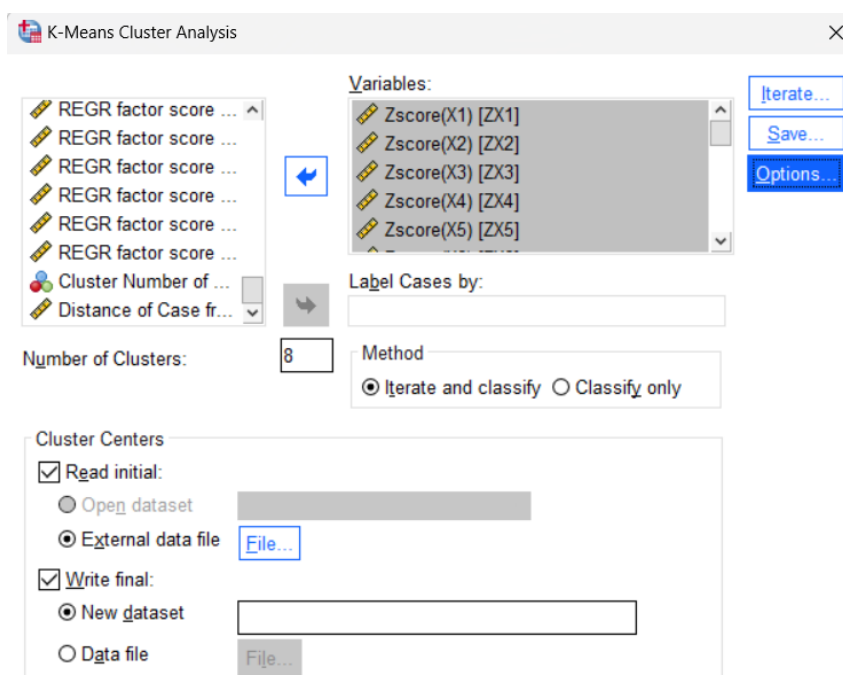 K-Means Cluster Analysis
Variables:
REGR factor score ...
REGR factor score ...
REGR factor score ...
REGR factor score ...
REGR factor score ...
REGR factor score ...
Cluster Number of ...
Distance of Case fr...
Zscore(X1) [ZX1]
Zscore(X2) [ZX2]
Zscore(X3) [ZX3]
Zscore(X4) [ZX4]
Zscore(X5) [ZX5]
Iterate...
Save...
Options...
Label Cases by:
Number of Clusters:
8
Method
Iterate and classify
Classify only
Cluster Centers
Read initial:
Open dataset
External data file
File...
Write final:
New dataset
Data file
File...